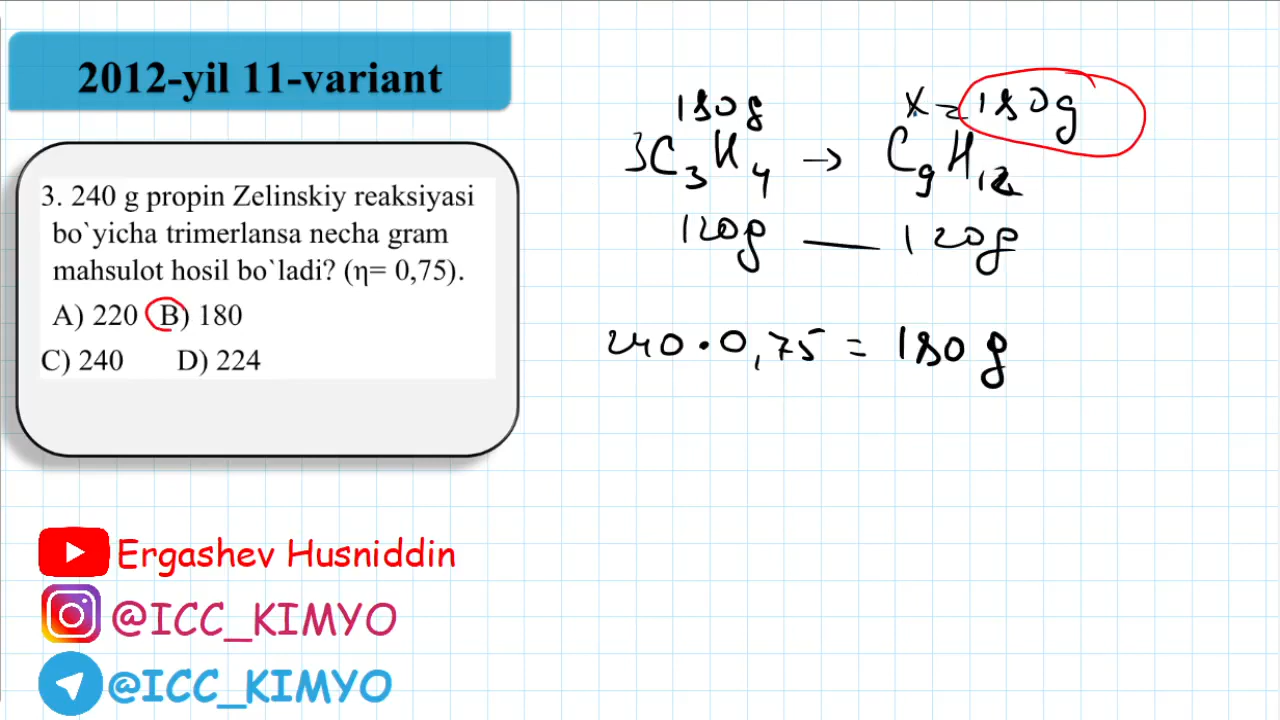 2012-yil 11-variant
3. 240 g propin Zelinskiy reaksiyasi
bo`yicha trimerlansa necha gram
mahsulot hosil bo`ladi? (η= 0,75).
A) 220 B) 180
C) 240 D) 224
180g x = 180g
3C₃H₄ → C₉H₁₂
120g — 120g
240 · 0,75 = 180 g
Ergashev Husniddin
@ICC_KIMYO
@ICC_KIMYO